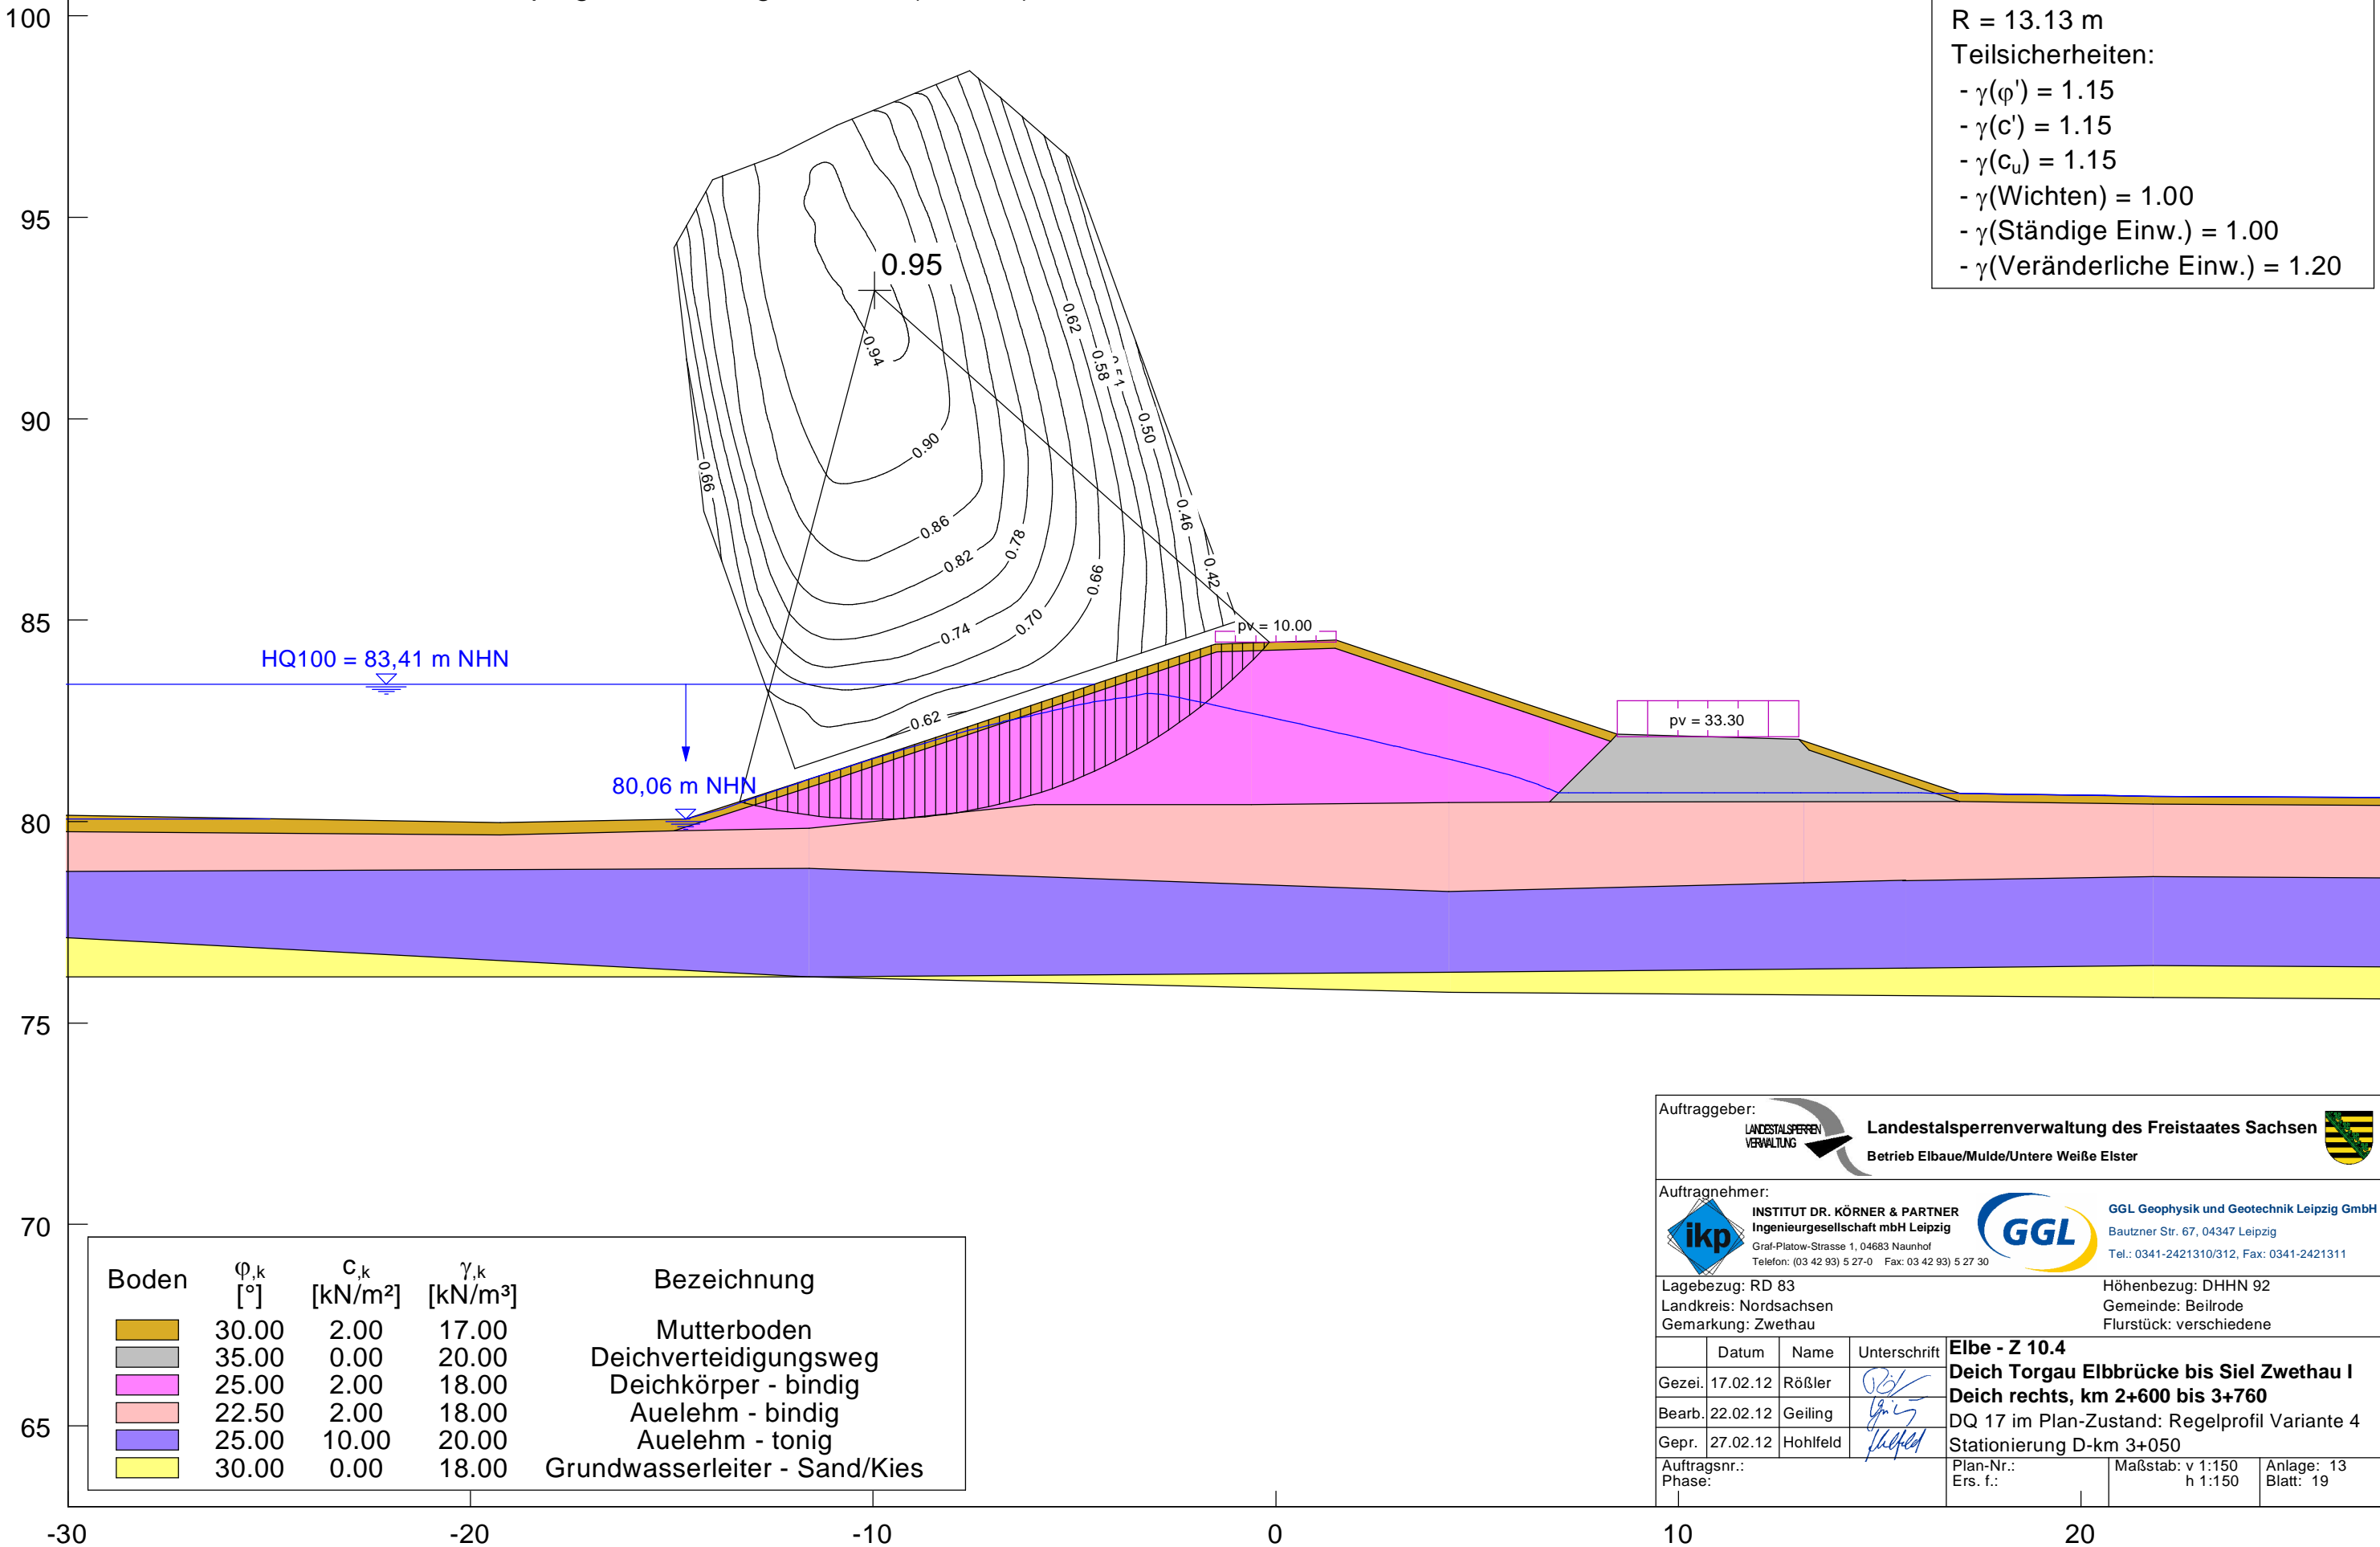 R = 13.13 m
Teilsicherheiten:
- γ(φ') = 1.15
- γ(c') = 1.15
- γ(cu) = 1.15
- γ(Wichten) = 1.00
- γ(Ständige Einw.) = 1.00
- γ(Veränderliche Einw.) = 1.20
100
95
90
85
80
75
70
65
0.95
0.94
0.90
0.86
0.82
0.78
0.74
0.70
0.66
0.66
0.62
0.62
0.58
0.50
0.46
0.42
pv = 10.00
pv = 33.30
HQ100 = 83,41 m NHN
80,06 m NHN
Boden φ,k [°] c,k [kN/m²] γ,k [kN/m³] Bezeichnung
30.00 2.00 17.00 Mutterboden
35.00 0.00 20.00 Deichverteidigungsweg
25.00 2.00 18.00 Deichkörper - bindig
22.50 2.00 18.00 Auelehm - bindig
25.00 10.00 20.00 Auelehm - tonig
30.00 0.00 18.00 Grundwasserleiter - Sand/Kies
Auftraggeber:
LANDESTALSPERREN
VERWALTUNG
Landestalsperrenverwaltung des Freistaates Sachsen
Betrieb Elbaue/Mulde/Untere Weiße Elster
Auftragnehmer:
ikp
INSTITUT DR. KÖRNER & PARTNER
Ingenieurgesellschaft mbH Leipzig
Graf-Platow-Strasse 1, 04683 Naunhof
Telefon: (03 42 93) 5 27-0 Fax: 03 42 93) 5 27 30
GGL
GGL Geophysik und Geotechnik Leipzig GmbH
Bautzner Str. 67, 04347 Leipzig
Tel.: 0341-2421310/312, Fax: 0341-2421311
Lagebezug: RD 83 Höhenbezug: DHHN 92
Landkreis: Nordsachsen Gemeinde: Beilrode
Gemarkung: Zwethau Flurstück: verschiedene
Datum Name Unterschrift
Gezei. 17.02.12 Rößler
Bearb. 22.02.12 Geiling
Gepr. 27.02.12 Hohlfeld
Elbe - Z 10.4
Deich Torgau Elbbrücke bis Siel Zwethau I
Deich rechts, km 2+600 bis 3+760
DQ 17 im Plan-Zustand: Regelprofil Variante 4
Stationierung D-km 3+050
Auftragsnr.:
Phase:
Plan-Nr.:
Ers. f.:
Maßstab: v 1:150
h 1:150
Anlage: 13
Blatt: 19
-30 -20 -10 0 10 20